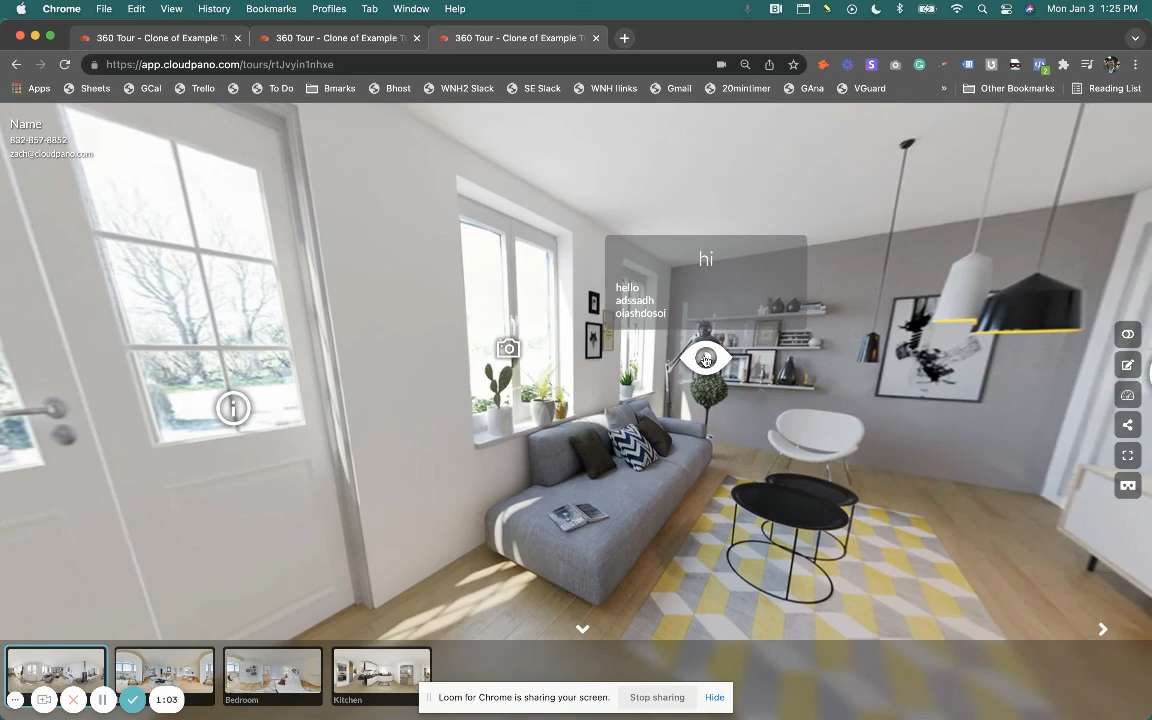 Chrome File Edit View History Bookmarks Profiles Tab Window Help Mon Jan 3 1:25 PM
360 Tour - Clone of Example T 360 Tour - Clone of Example T 360 Tour - Clone of Example T
https://app.cloudpano.com/tours/rtJvyin1nhxe
Apps Sheets GCal Trello To Do Bmarks Bhost WNH2 Slack SE Slack WNH llinks Gmail 20mintimer GAna VGuard » Other Bookmarks Reading List
Name
832-857-8852
zach@cloudpano.com
hi
hello
adssadh
oiashdosoi
Bedroom Kitchen
1:03
Loom for Chrome is sharing your screen. Stop sharing Hide